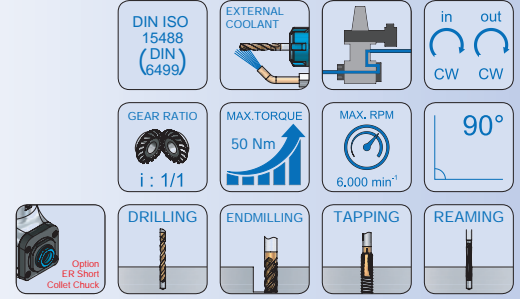 DIN ISO
15488
(DIN
6499)
EXTERNAL
COOLANT
in out
CW CW
GEAR RATIO
i : 1/1
MAX.TORQUE
50 Nm
MAX. RPM
6.000 min⁻¹
90°
Option
ER Short
Collet Chuck
DRILLING
ENDMILLING
TAPPING
REAMING